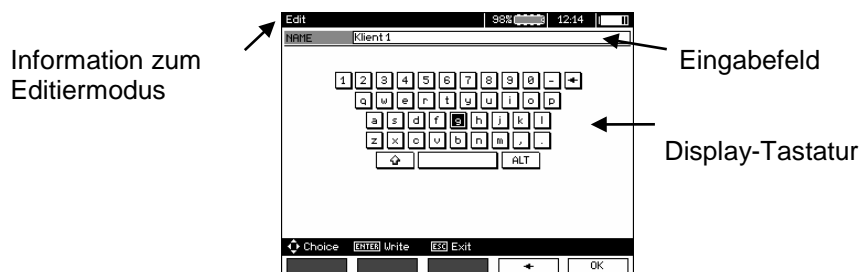 Edit 98% 12:14
NAME Klient 1
Information zum
Editiermodus
Eingabefeld
1 2 3 4 5 6 7 8 9 0 - ←
q w e r t y u i o p
a s d f g h j k l
z x c v b n m , .
ALT
Display-Tastatur
Choice ENTER Write ESC Exit
← OK